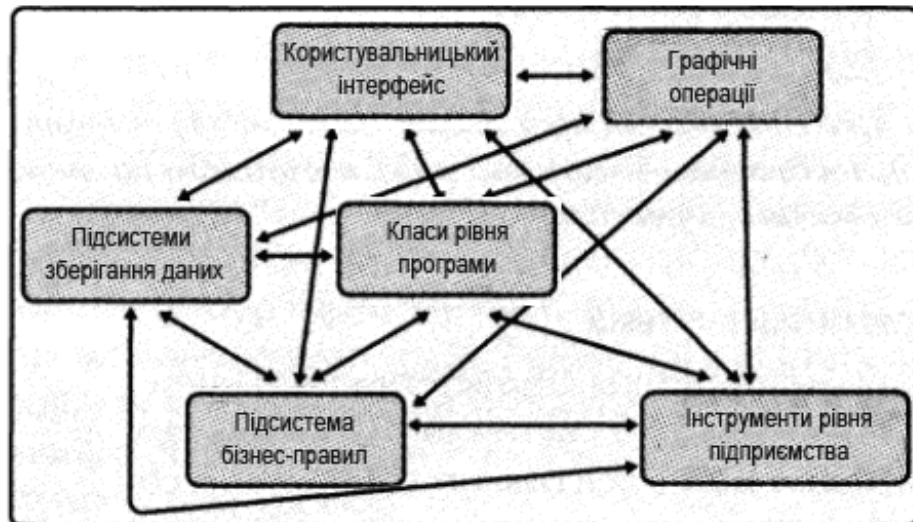 Користувальницький
інтерфейс
Графічні
операції
Підсистеми
зберігання даних
Класи рівня
програми
Підсистема
бізнес-правил
Інструменти рівня
підприємства